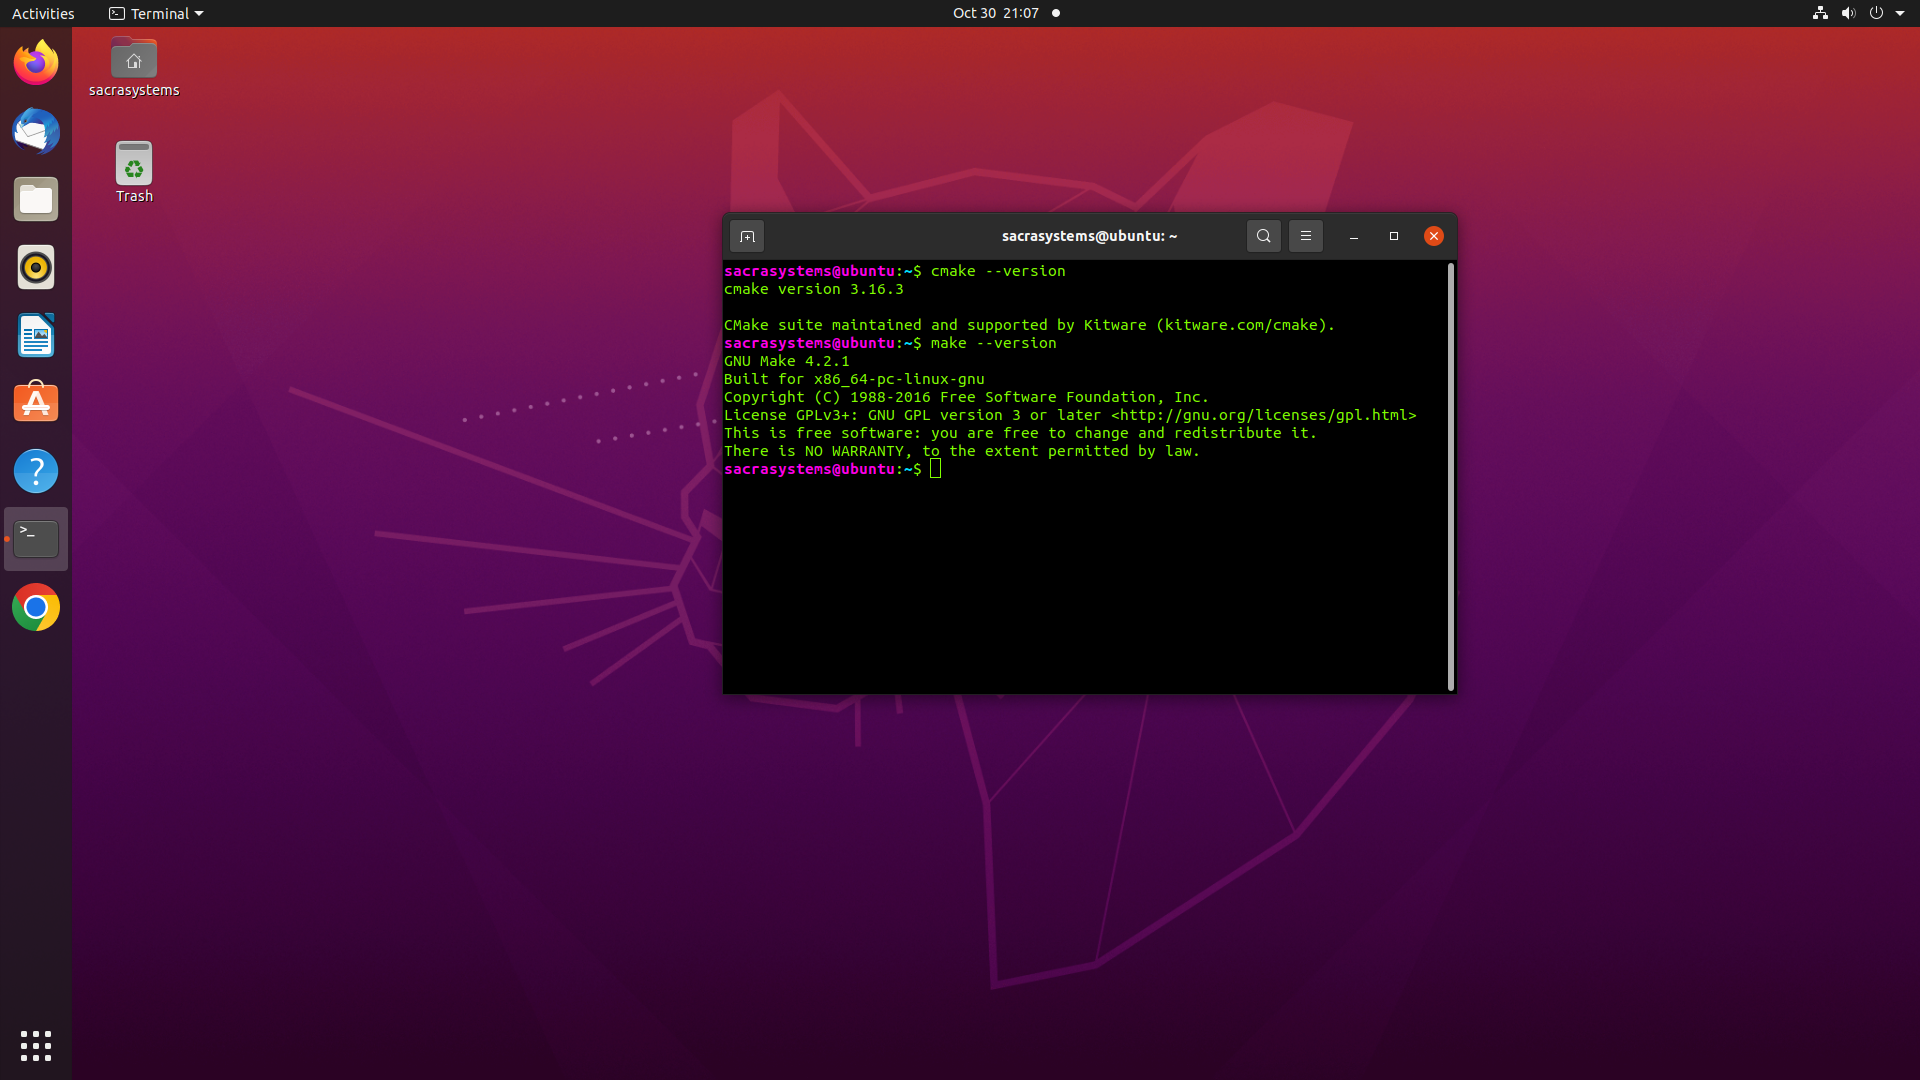 Activities
Terminal
Oct 30 21:07
sacrasystems
Trash
sacrasystems@ubuntu: ~
sacrasystems@ubuntu:~$ cmake --version
cmake version 3.16.3
CMake suite maintained and supported by Kitware (kitware.com/cmake).
sacrasystems@ubuntu:~$ make --version
GNU Make 4.2.1
Built for x86_64-pc-linux-gnu
Copyright (C) 1988-2016 Free Software Foundation, Inc.
License GPLv3+: GNU GPL version 3 or later <http://gnu.org/licenses/gpl.html>
This is free software: you are free to change and redistribute it.
There is NO WARRANTY, to the extent permitted by law.
sacrasystems@ubuntu:~$